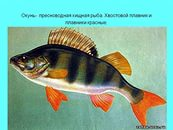 Окунь - пресноводная хищная рыба. Хвостовой плавник и
плавники красные